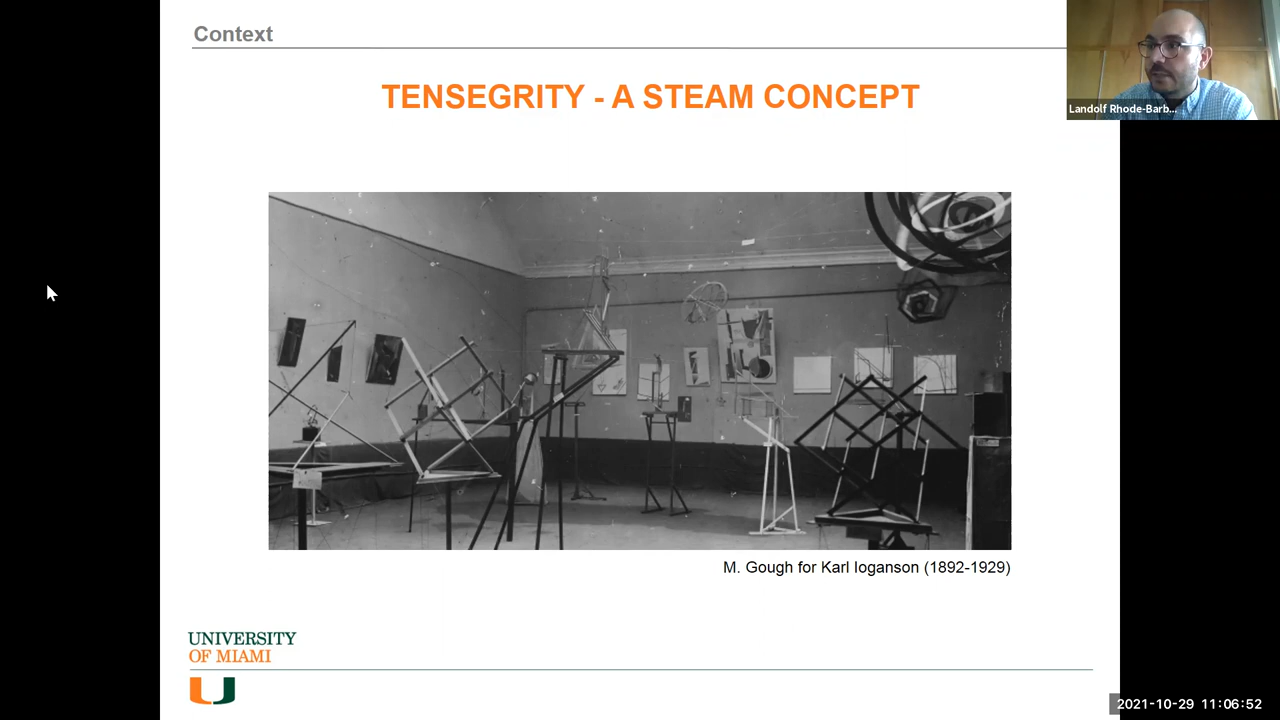 Context
TENSEGRITY - A STEAM CONCEPT
Landolf Rhode-Barb...
M. Gough for Karl Ioganson (1892-1929)
UNIVERSITY
OF MIAMI
2021-10-29 11:06:52